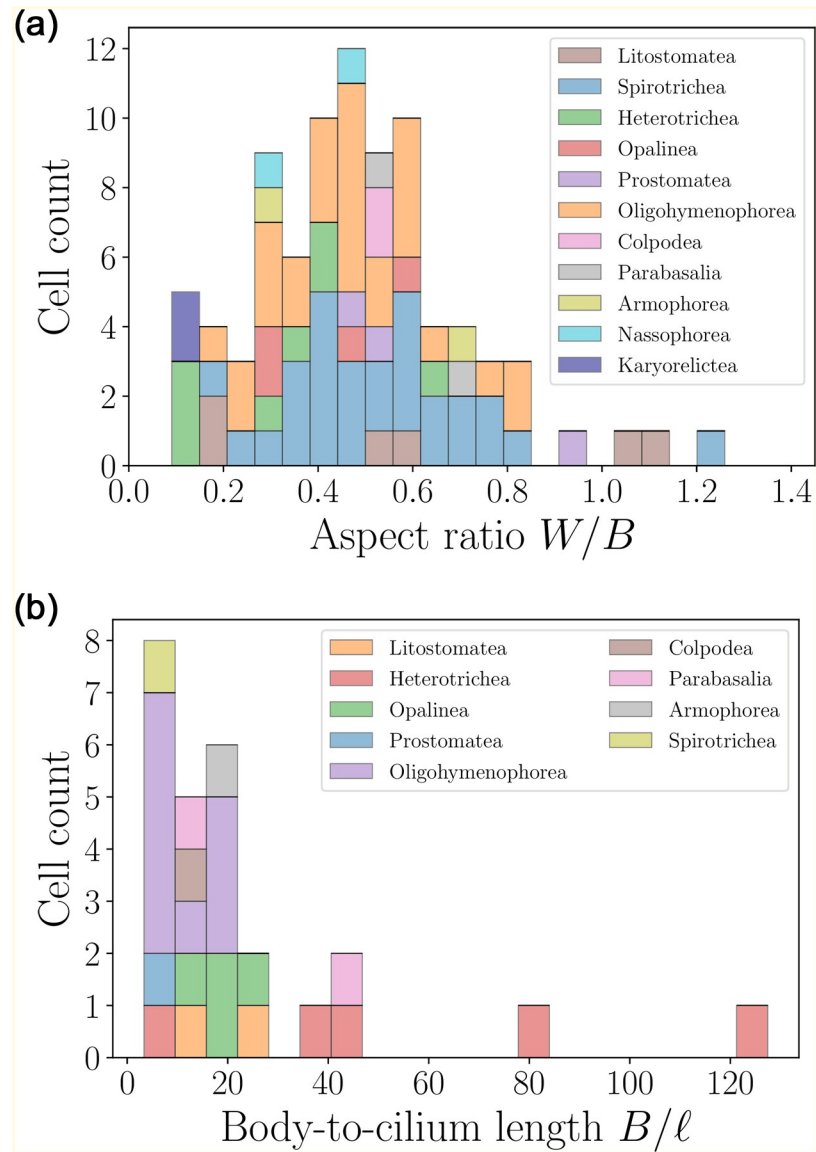 (a)
12
10
8
6
4
2
0
Cell count
Litostomatea
Spirotrichea
Heterotrichea
Opalinea
Prostomatea
Oligohymenophorea
Colpodea
Parabasalia
Armophorea
Nassophorea
Karyorelictea
0.0 0.2 0.4 0.6 0.8 1.0 1.2 1.4
Aspect ratio W/B
(b)
8
7
6
5
4
3
2
1
0
Cell count
Litostomatea
Heterotrichea
Opalinea
Prostomatea
Oligohymenophorea
Colpodea
Parabasalia
Armophorea
Spirotrichea
0 20 40 60 80 100 120
Body-to-cilium length B/ℓ